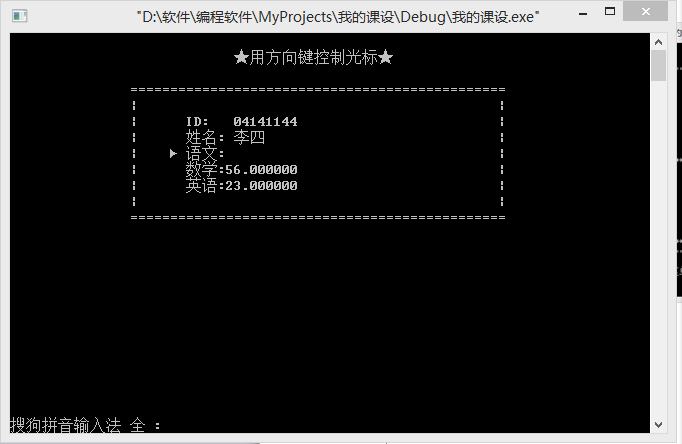 "D:\软件\编程软件\MyProjects\我的课设\Debug\我的课设.exe"
★用方向键控制光标★
ID: 04141144
姓名: 李四
语文:
数学:56.000000
英语:23.000000
搜狗拼音输入法 全 :